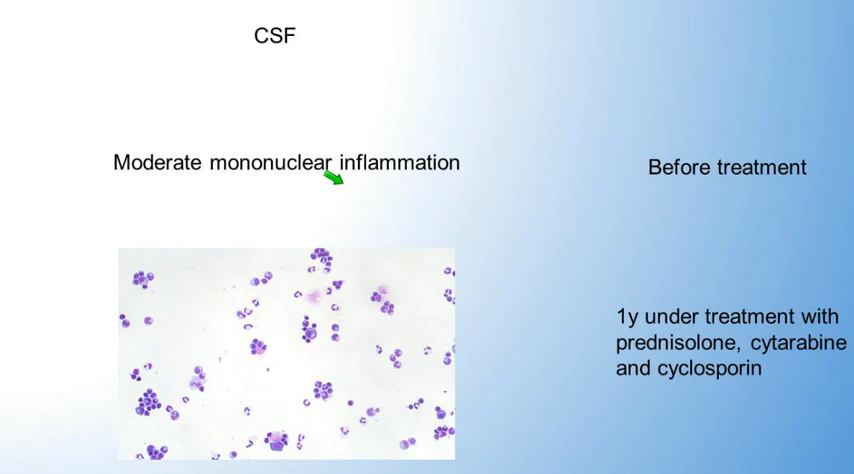 CSF
Moderate mononuclear inflammation
Before treatment
1y under treatment with
prednisolone, cytarabine
and cyclosporin